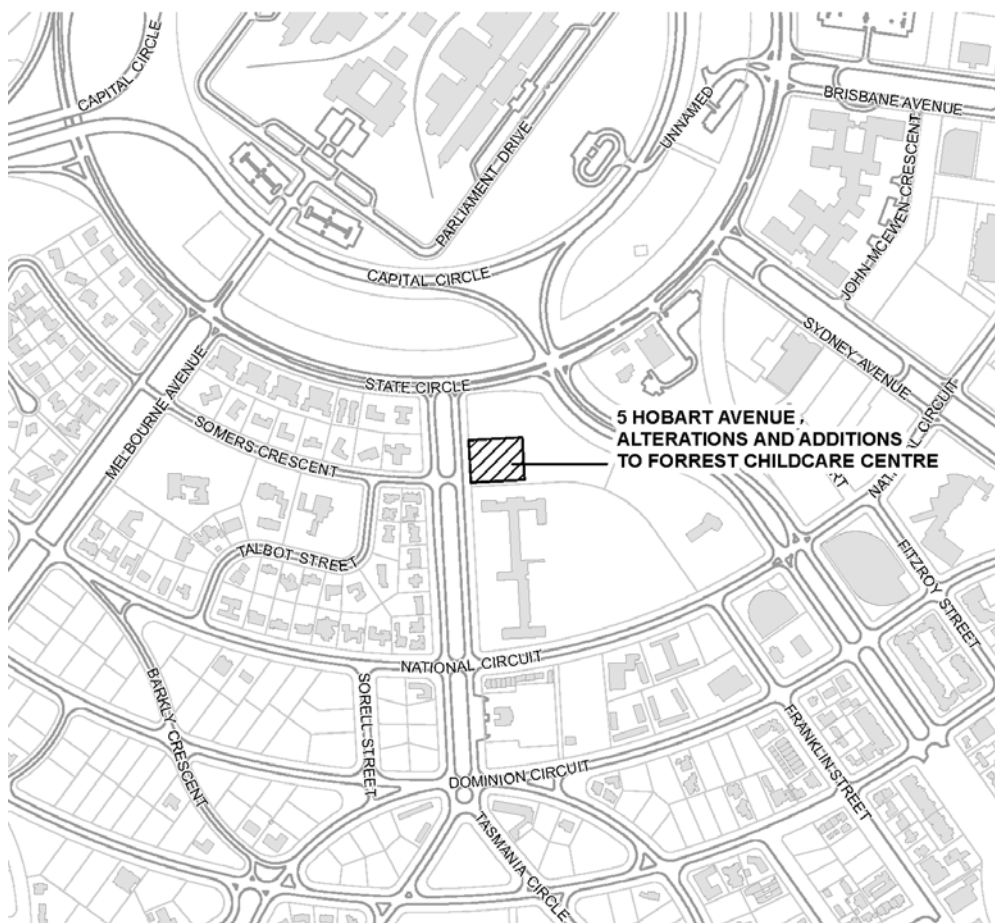 CAPITAL CIRCLE
PARLIAMENT DRIVE
UNNAMED
BRISBANE AVENUE
JOHN MCEWEN CRESCENT
CAPITAL CIRCLE
SYDNEY AVENUE
MELBOURNE AVENUE
STATE CIRCLE
SOMERS CRESCENT
5 HOBART AVENUE
ALTERATIONS AND ADDITIONS
TO FORREST CHILDCARE CENTRE
TALBOT STREET
FITZROY STREET
NATIONAL CIRCUIT
BARKLY CRESCENT
SORELL STREET
FRANKLIN STREET
DOMINION CIRCUIT
TASMANIA CIRCLE